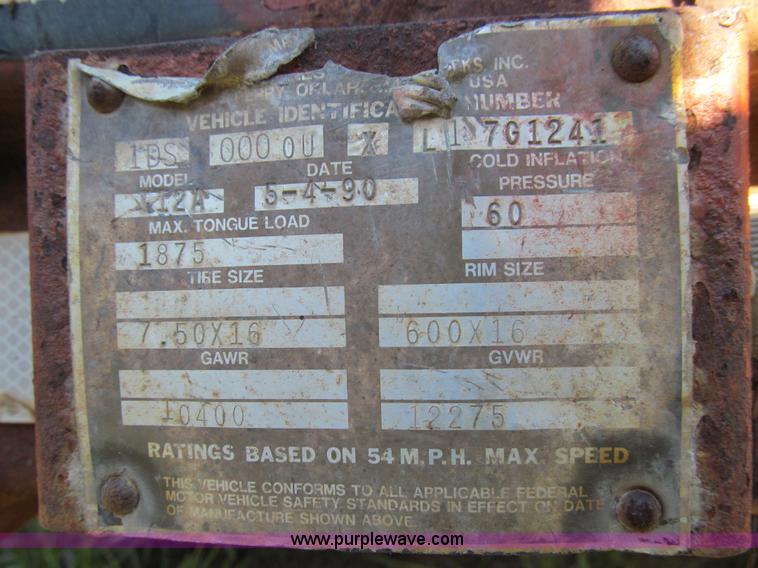 INC.
USA
PERRY, OKLAHOMA
VEHICLE IDENTIFICA NUMBER
1DS 000 0U X L1 7G1241
MODEL DATE COLD INFLATION PRESSURE
12A 5-4-90
MAX. TONGUE LOAD 60
1875
TIRE SIZE RIM SIZE
7.50X16 600X16
GAWR GVWR
10400 12275
RATINGS BASED ON 54 M.P.H. MAX. SPEED
THIS VEHICLE CONFORMS TO ALL APPLICABLE FEDERAL
MOTOR VEHICLE SAFETY STANDARDS IN EFFECT ON DATE
OF MANUFACTURE SHOWN ABOVE
www.purplewave.com